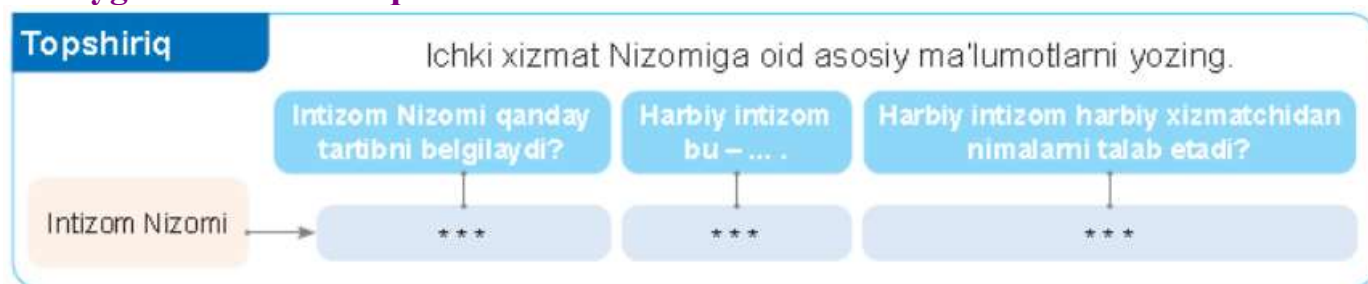 Topshiriq
Ichki xizmat Nizomiga oid asosiy ma'lumotlarni yozing.
Intizom Nizomi qanday
tartibni belgilaydi?
Harbiy intizom
bu – ... .
Harbiy intizom harbiy xizmatchidan
nimalarni talab etadi?
Intizom Nizomi
* * *
* * *
* * *